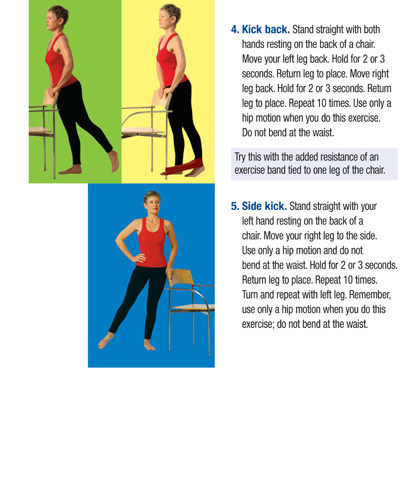 4. Kick back. Stand straight with both
hands resting on the back of a chair.
Move your left leg back. Hold for 2 or 3
seconds. Return leg to place. Move right
leg back. Hold for 2 or 3 seconds. Return
leg to place. Repeat 10 times. Use only a
hip motion when you do this exercise.
Do not bend at the waist.
Try this with the added resistance of an
exercise band tied to one leg of the chair.
5. Side kick. Stand straight with your
left hand resting on the back of a
chair. Move your right leg to the side.
Use only a hip motion and do not
bend at the waist. Hold for 2 or 3 seconds.
Return leg to place. Repeat 10 times.
Turn and repeat with left leg. Remember,
use only a hip motion when you do this
exercise; do not bend at the waist.